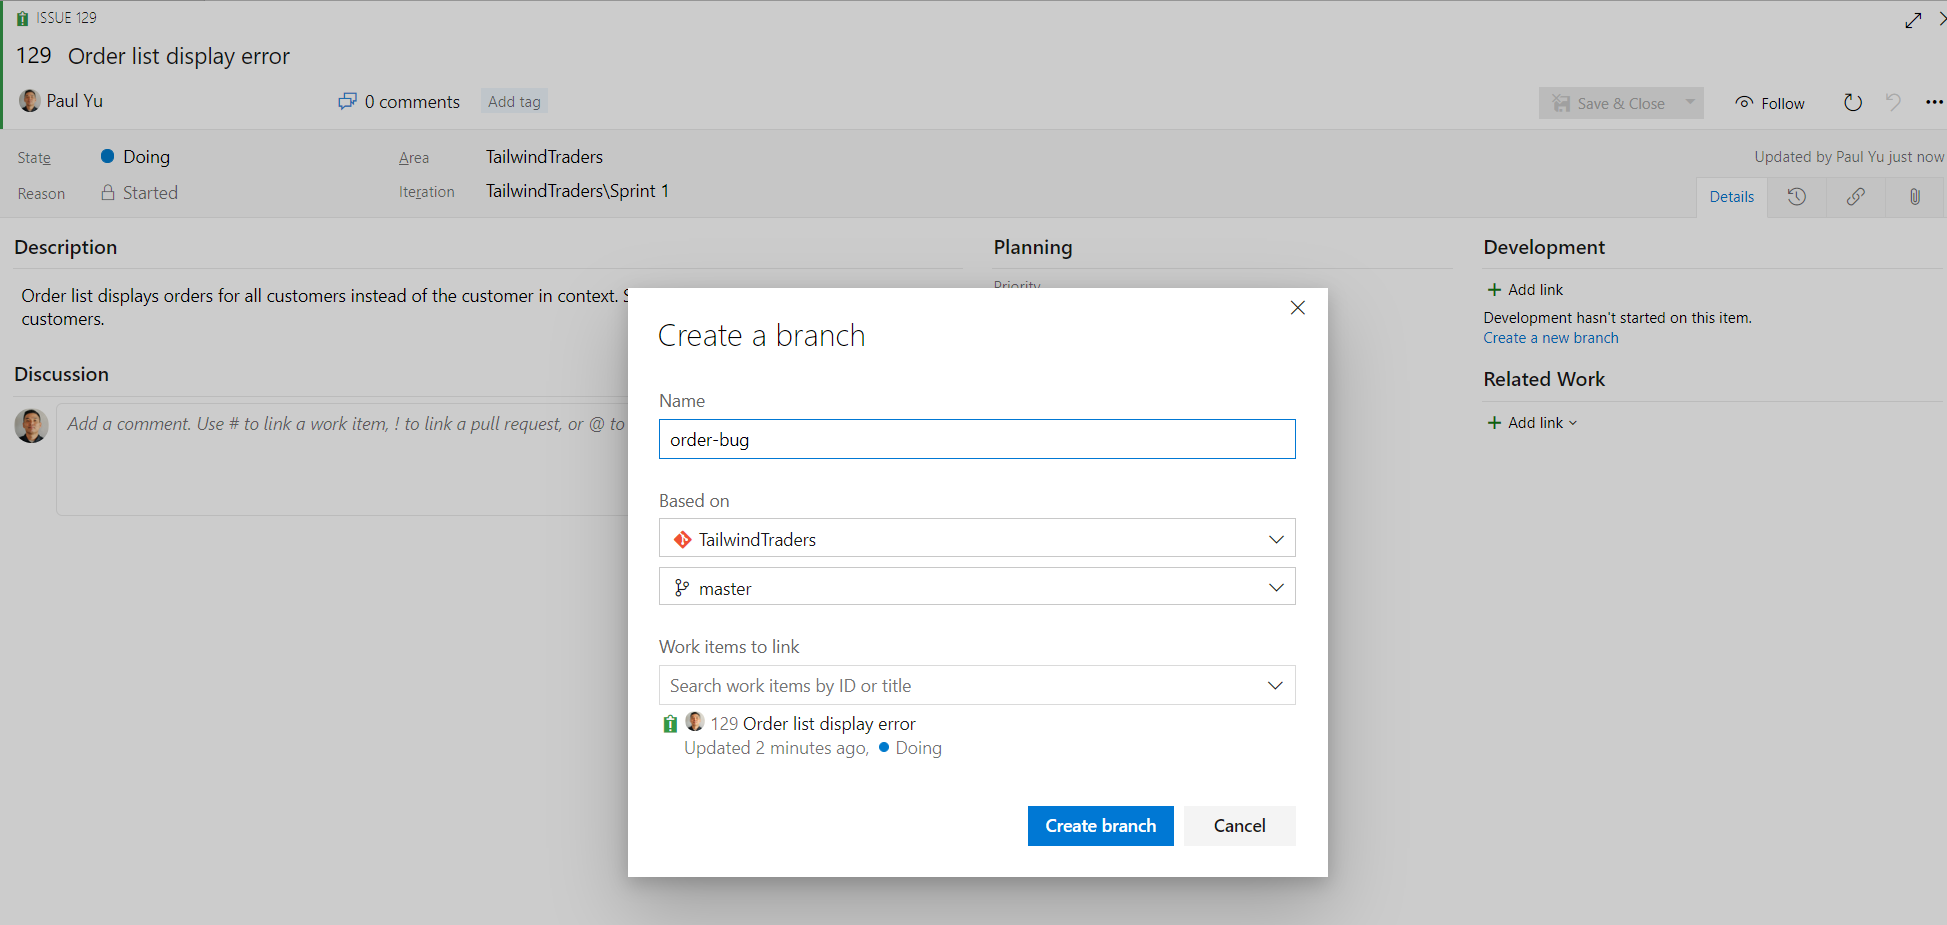 ISSUE 129
129 Order list display error
Paul Yu
0 comments
Add tag
Save & Close
Follow
State
Doing
Area
TailwindTraders
Updated by Paul Yu just now
Reason
Started
Iteration
TailwindTraders\Sprint 1
Details
Description
Planning
Development
Order list displays orders for all customers instead of the customer in context.
customers.
Priority
Add link
Development hasn't started on this item.
Create a new branch
Discussion
Related Work
Add a comment. Use # to link a work item, ! to link a pull request, or @ to
Add link
Create a branch
Name
order-bug
Based on
TailwindTraders
master
Work items to link
Search work items by ID or title
129 Order list display error
Updated 2 minutes ago, Doing
Create branch
Cancel